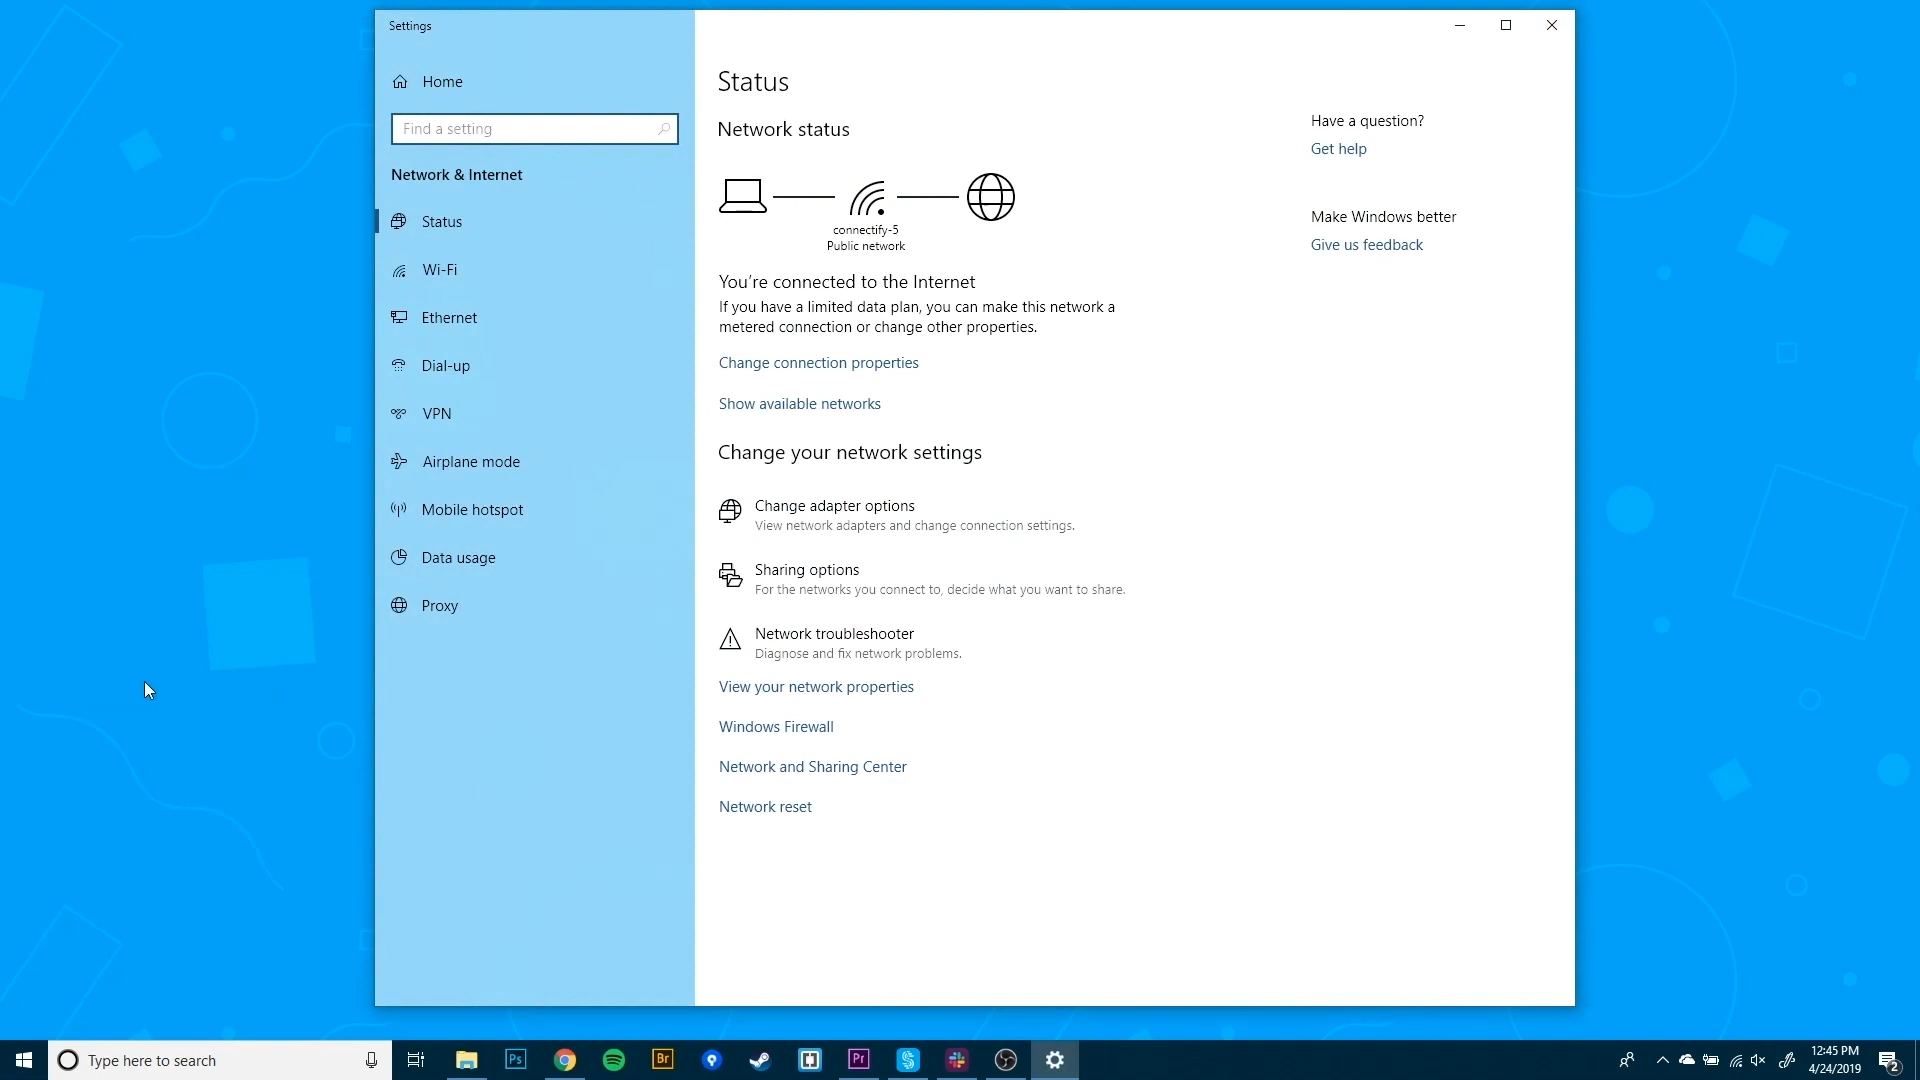 Settings
Home
Find a setting
Network & Internet
Status
Wi-Fi
Ethernet
Dial-up
VPN
Airplane mode
Mobile hotspot
Data usage
Proxy
Status
Network status
connectify-5
Public network
You're connected to the Internet
If you have a limited data plan, you can make this network a
metered connection or change other properties.
Change connection properties
Show available networks
Change your network settings
Change adapter options
View network adapters and change connection settings.
Sharing options
For the networks you connect to, decide what you want to share.
Network troubleshooter
Diagnose and fix network problems.
View your network properties
Windows Firewall
Network and Sharing Center
Network reset
Have a question?
Get help
Make Windows better
Give us feedback
Type here to search
Ps
Br
Pr
12:45 PM
4/24/2019
2